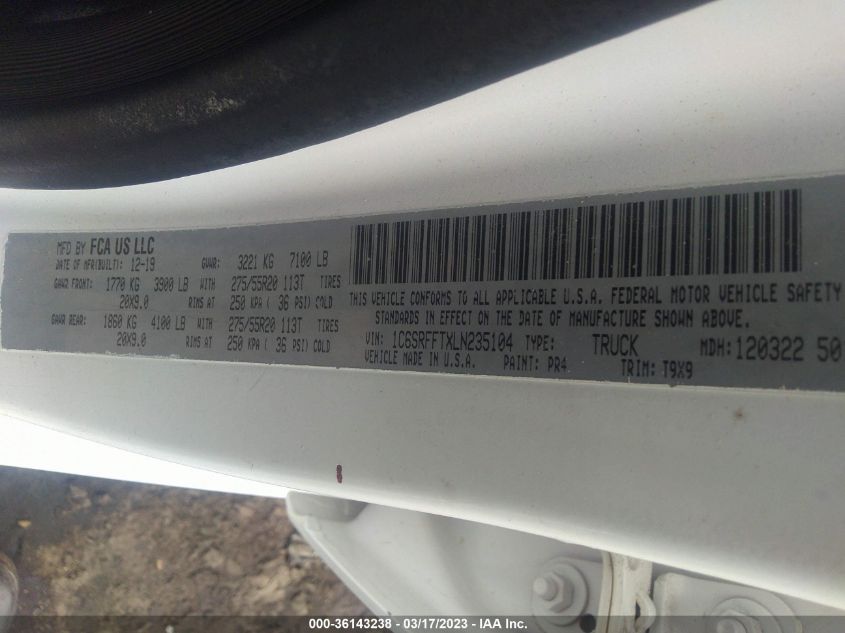 MFD BY FCA US LLC
DATE OF MFR(BUILT): 12-19 GVWR: 3221 KG 7100 LB
GAWR FRONT: 1770 KG 3900 LB WITH 275/55R20 113T TIRES
20X9.0 RIMS AT 250 KPA ( 36 PSI) COLD
GAWR REAR: 1860 KG 4100 LB WITH 275/55R20 113T TIRES
20X9.0 RIMS AT 250 KPA ( 36 PSI) COLD
THIS VEHICLE CONFORMS TO ALL APPLICABLE U.S.A. FEDERAL MOTOR VEHICLE SAFETY
STANDARDS IN EFFECT ON THE DATE OF MANUFACTURE SHOWN ABOVE.
VIN: 1C6SRFFTXLN235104 TYPE: TRUCK MDH: 120322 50
VEHICLE MADE IN U.S.A. PAINT: PR4 TRIM: T9X9
000-36143238 - 03/17/2023 - IAA Inc.